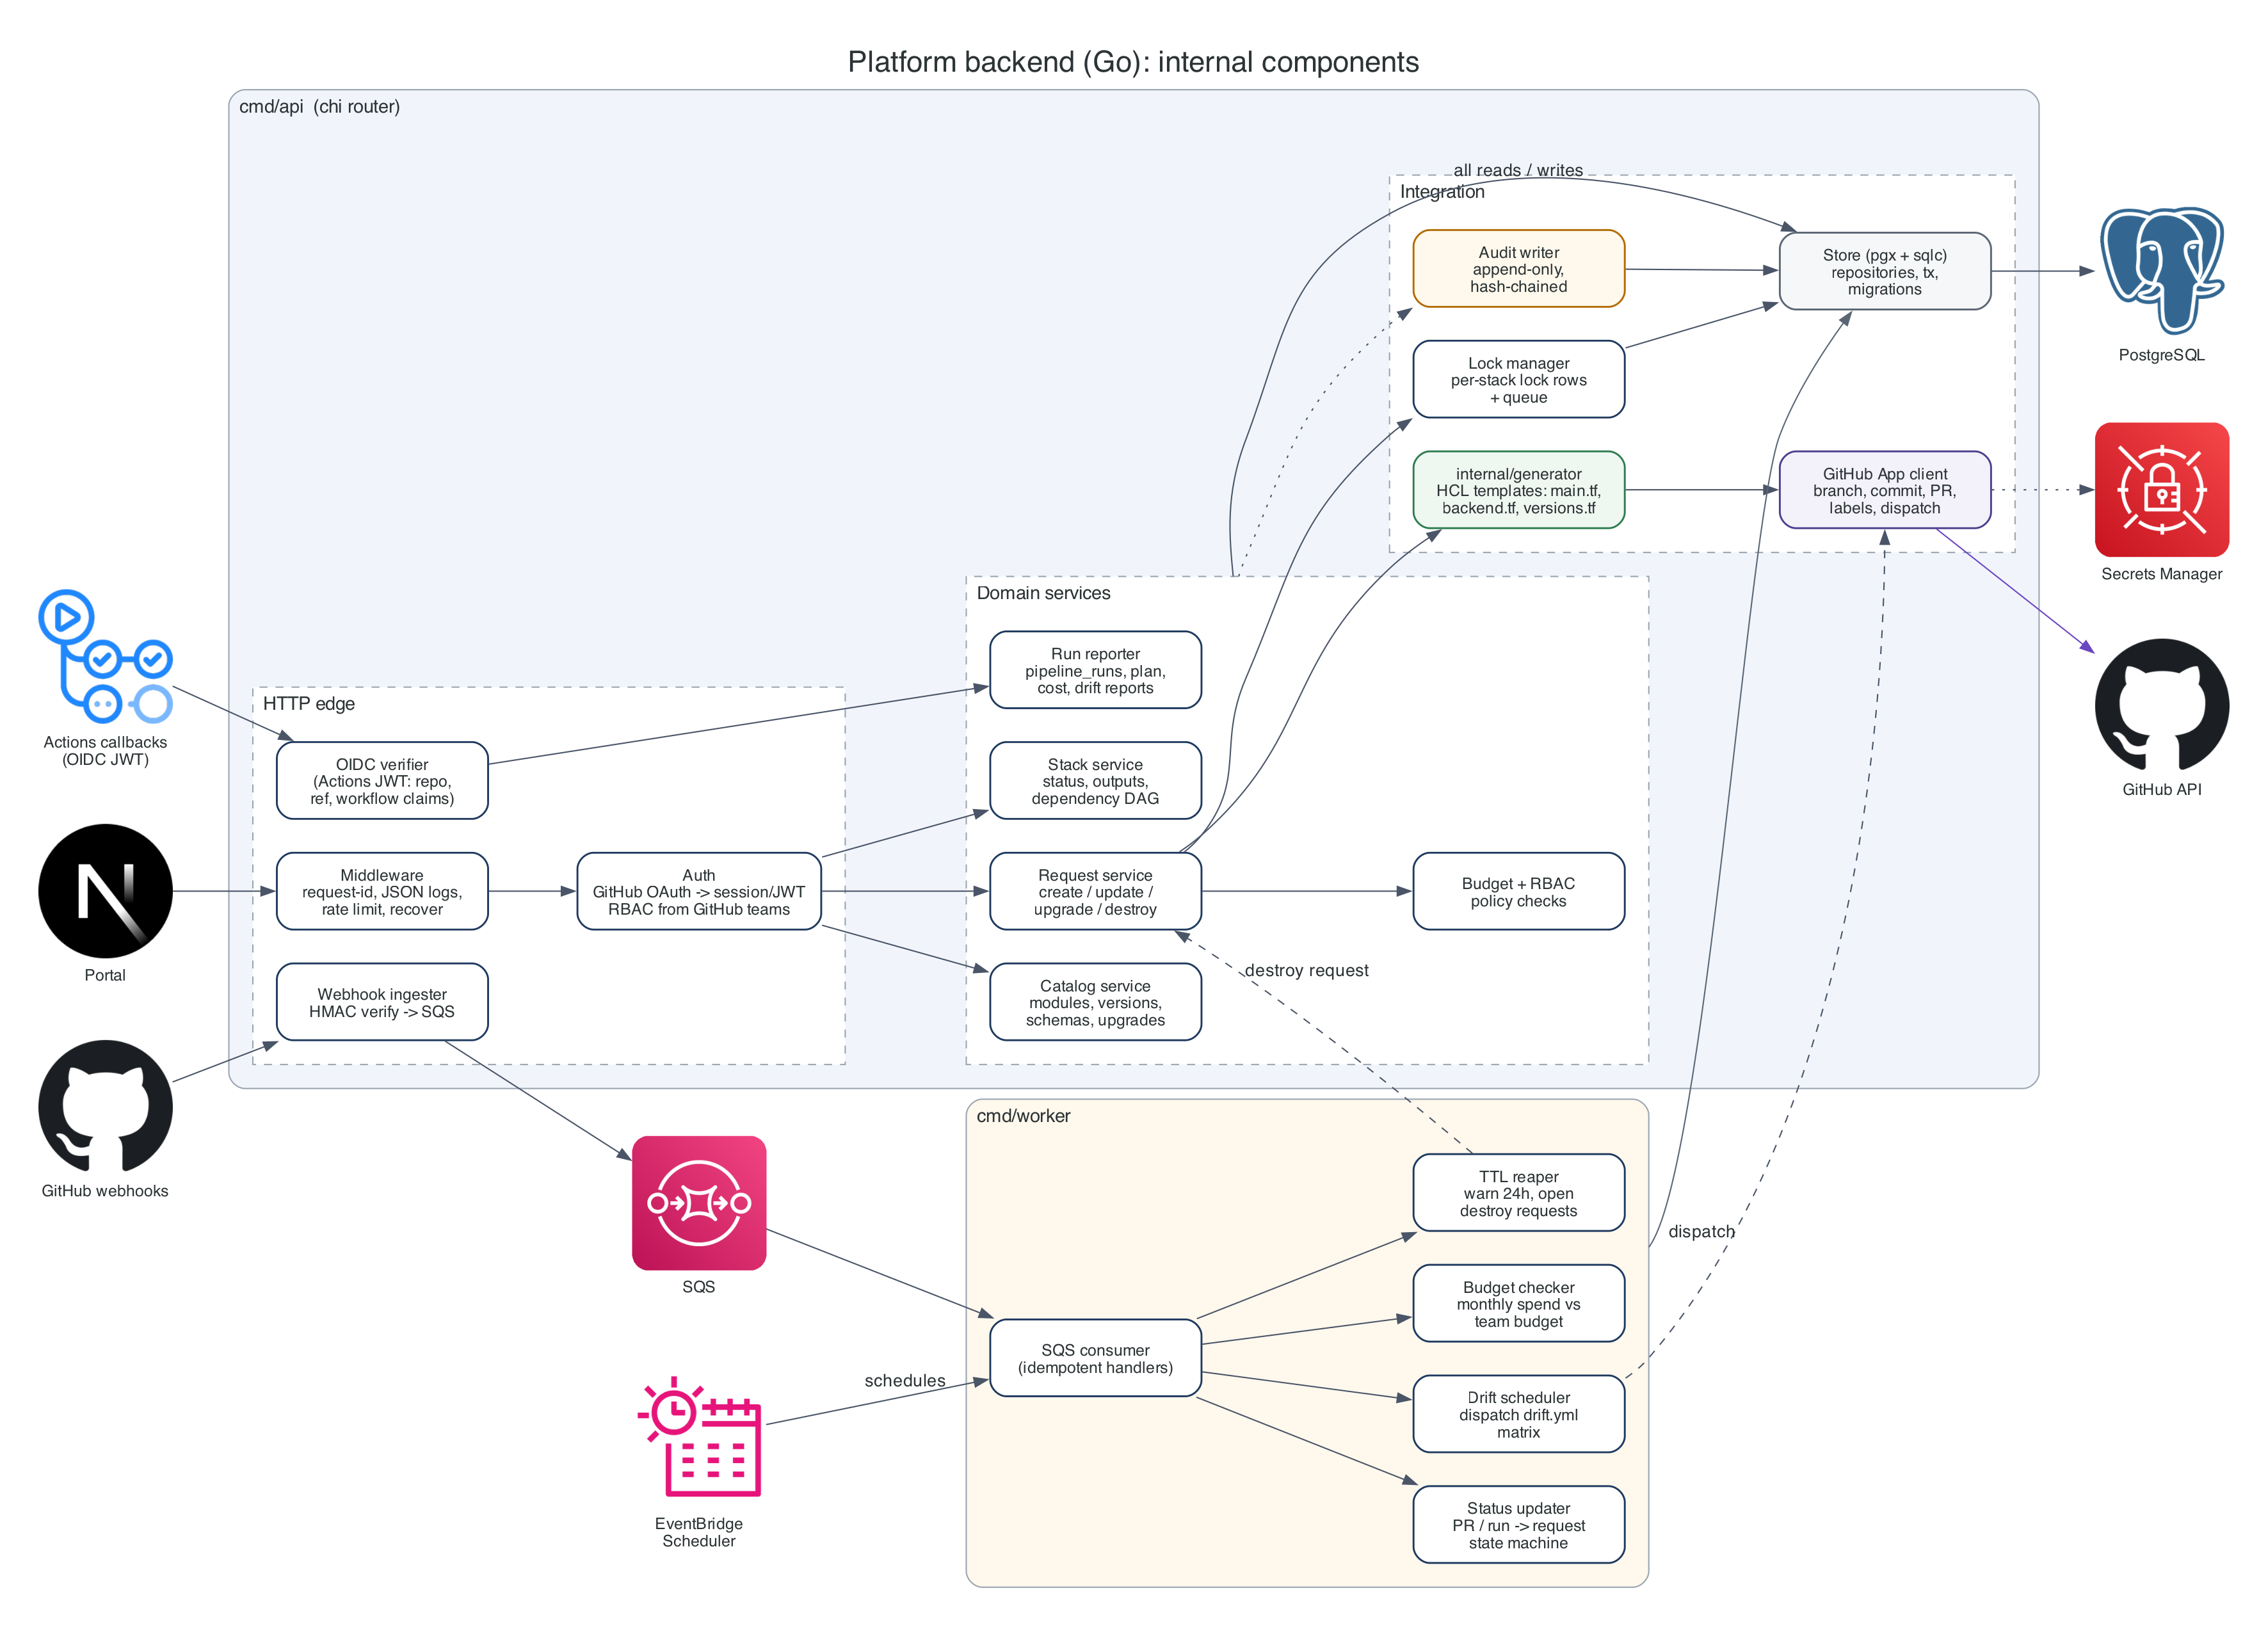 Platform backend (Go): internal components
cmd/api  (chi router)
all reads / writes
Integration
Audit writer
append-only,
hash-chained
Store (pgx + sqlc)
repositories, tx,
migrations
PostgreSQL
Lock manager
per-stack lock rows
+ queue
internal/generator
HCL templates: main.tf,
backend.tf, versions.tf
GitHub App client
branch, commit, PR,
labels, dispatch
Secrets Manager
GitHub API
Domain services
Run reporter
pipeline_runs, plan,
cost, drift reports
Stack service
status, outputs,
dependency DAG
Request service
create / update /
upgrade / destroy
Budget + RBAC
policy checks
Catalog service
modules, versions,
schemas, upgrades
destroy request
Actions callbacks
(OIDC JWT)
HTTP edge
OIDC verifier
(Actions JWT: repo,
ref, workflow claims)
Portal
Middleware
request-id, JSON logs,
rate limit, recover
Auth
GitHub OAuth -> session/JWT
RBAC from GitHub teams
Webhook ingester
HMAC verify -> SQS
GitHub webhooks
SQS
EventBridge
Scheduler
schedules
cmd/worker
SQS consumer
(idempotent handlers)
TTL reaper
warn 24h, open
destroy requests
Budget checker
monthly spend vs
team budget
dispatch
Drift scheduler
dispatch drift.yml
matrix
Status updater
PR / run -> request
state machine